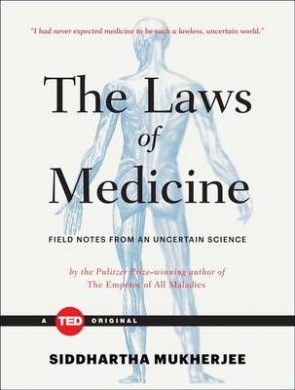 "I had never expected medicine to be such a lawless, uncertain world."
The Laws
of
Medicine
FIELD NOTES FROM AN UNCERTAIN SCIENCE
by the Pulitzer Prize-winning author of
The Emperor of All Maladies
A TED ORIGINAL
SIDDHARTHA MUKHERJEE